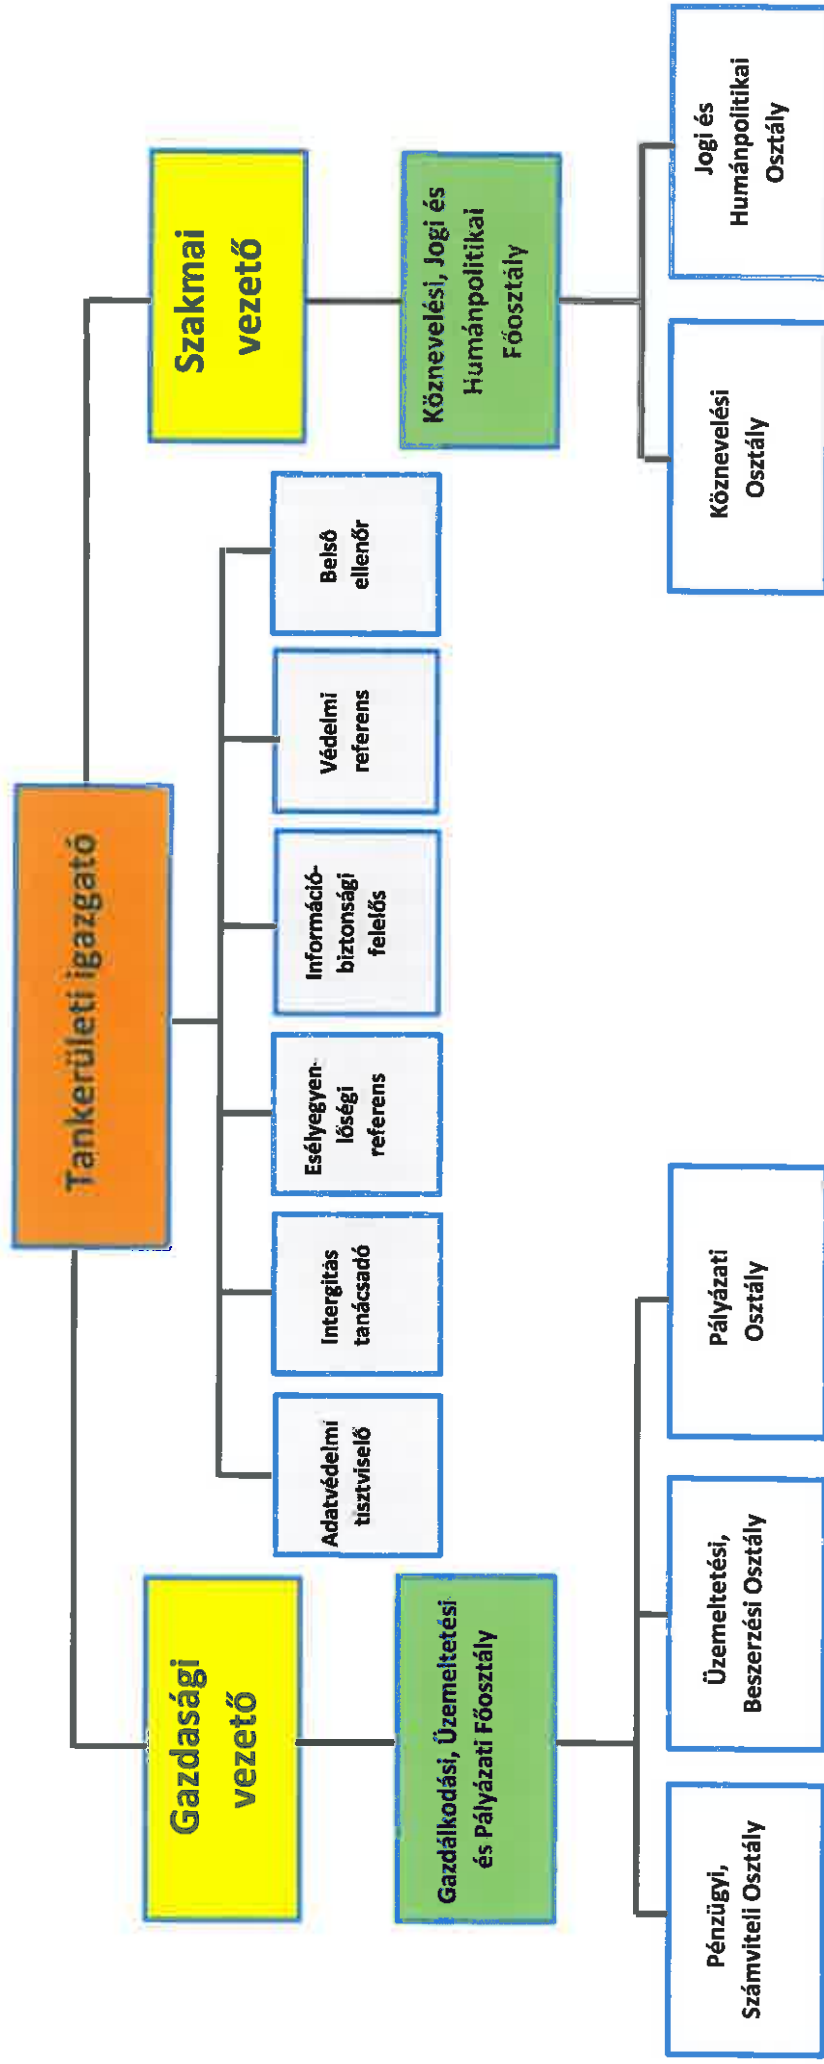 Tankerületi igazgató
Gazdasági
vezető
Szakmai
vezető
Adatvédelmi
tisztviselő
Intergitás
tanácsadó
Esélyegyen-
lőségi
referens
Információ-
biztonsági
felelős
Védelmi
referens
Belső
ellenőr
Gazdálkodási, Üzemeltetési
és Pályázati Főosztály
Köznevelési, Jogi és
Humánpolitikai
Főosztály
Pénzügyi,
Számviteli Osztály
Üzemeltetési,
Beszerzési Osztály
Pályázati
Osztály
Köznevelési
Osztály
Jogi és
Humánpolitikai
Osztály